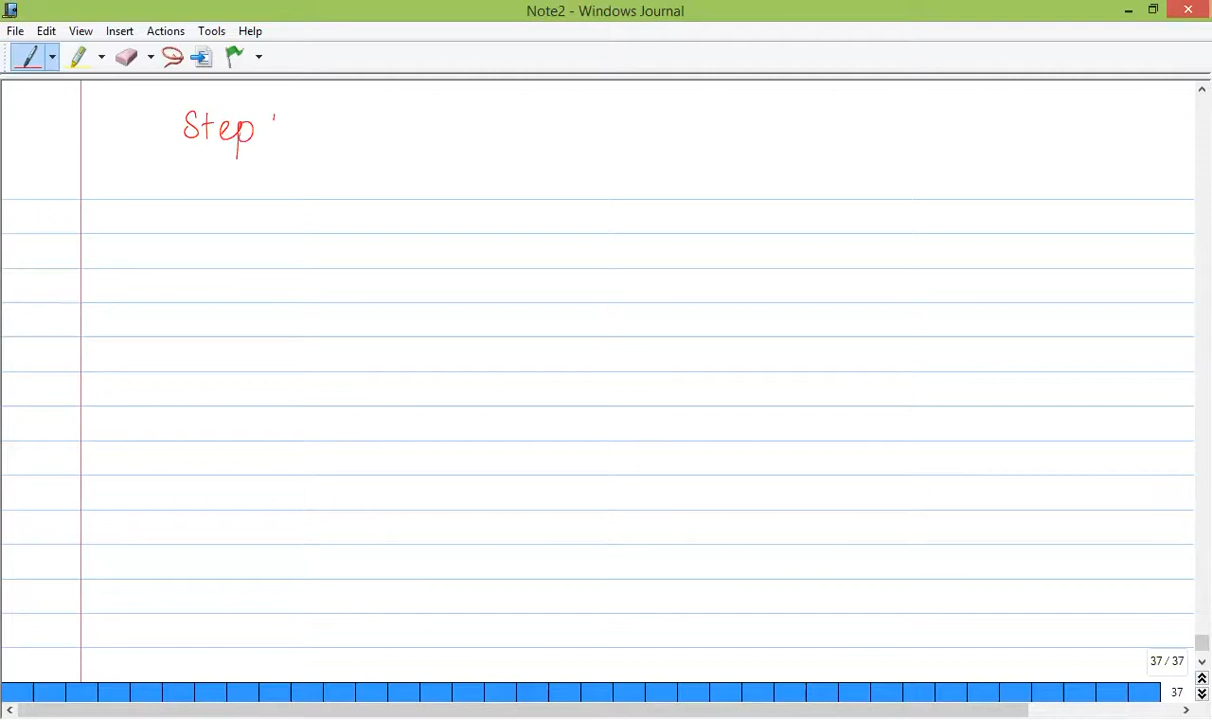 Note2 - Windows Journal
File Edit View Insert Actions Tools Help
Step
37 / 37
37